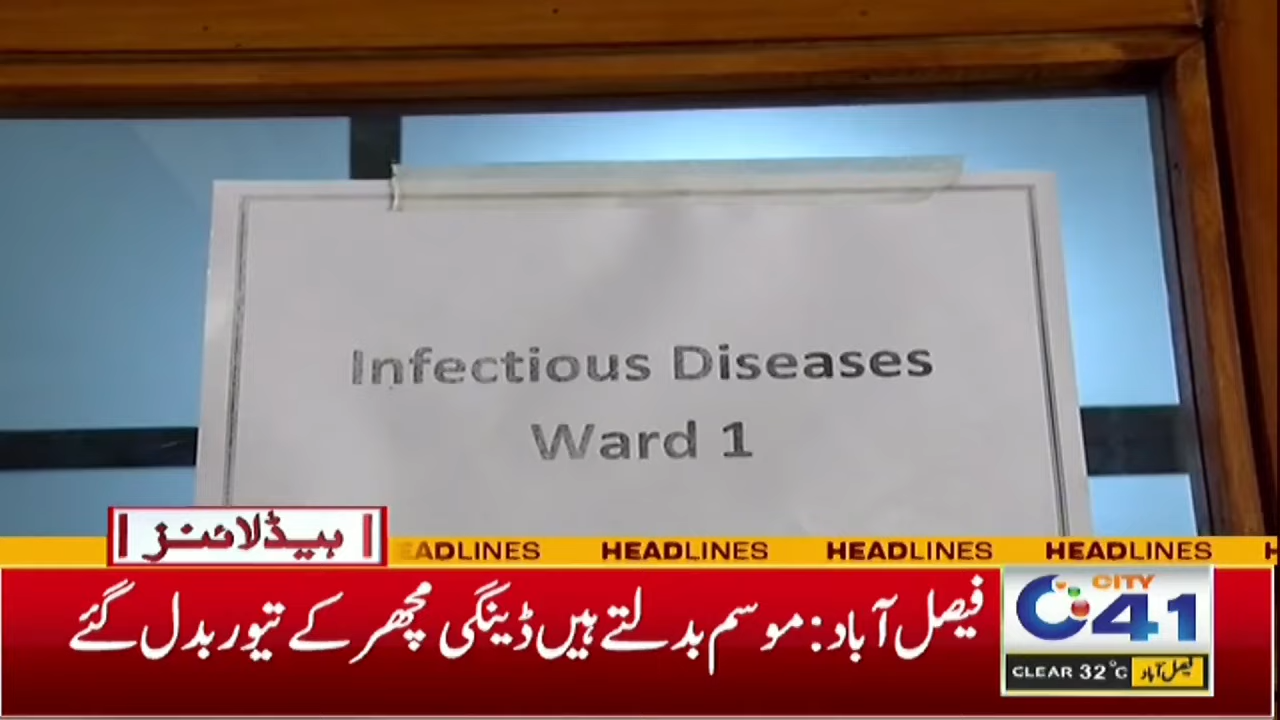 Infectious Diseases
Ward 1
ہیڈلائنز
EADLINES HEADLINES HEADLINES HEADLINES H
فیصل آباد: موسم بدلتے ہیں ڈینگی مچھر کے تیور بدل گئے
CITY
41
CLEAR 32°C فیصل آباد